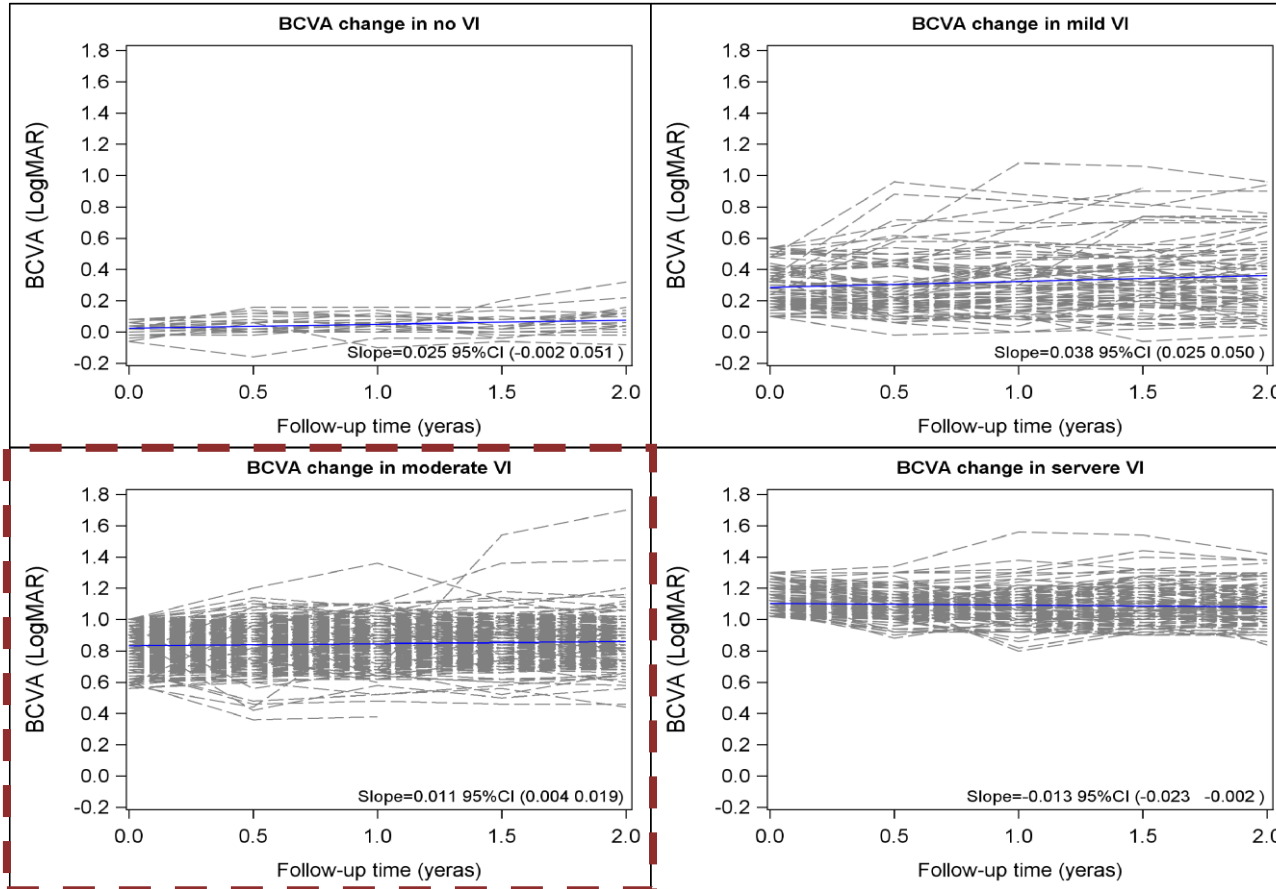 BCVA change in no VI
1.8
1.6
1.4
1.2
1.0
0.8
0.6
0.4
0.2
0.0
-0.2
BCVA (LogMAR)
Slope=0.025 95%CI (-0.002 0.051 )
0.0 0.5 1.0 1.5 2.0
Follow-up time (yeras)
BCVA change in mild VI
1.8
1.6
1.4
1.2
1.0
0.8
0.6
0.4
0.2
0.0
-0.2
BCVA (LogMAR)
Slope=0.038 95%CI (0.025 0.050 )
0.0 0.5 1.0 1.5 2.0
Follow-up time (yeras)
BCVA change in moderate VI
1.8
1.6
1.4
1.2
1.0
0.8
0.6
0.4
0.2
0.0
-0.2
BCVA (LogMAR)
Slope=0.011 95%CI (0.004 0.019)
0.0 0.5 1.0 1.5 2.0
Follow-up time (yeras)
BCVA change in servere VI
1.8
1.6
1.4
1.2
1.0
0.8
0.6
0.4
0.2
0.0
-0.2
BCVA (LogMAR)
Slope=-0.013 95%CI (-0.023 -0.002 )
0.0 0.5 1.0 1.5 2.0
Follow-up time (yeras)